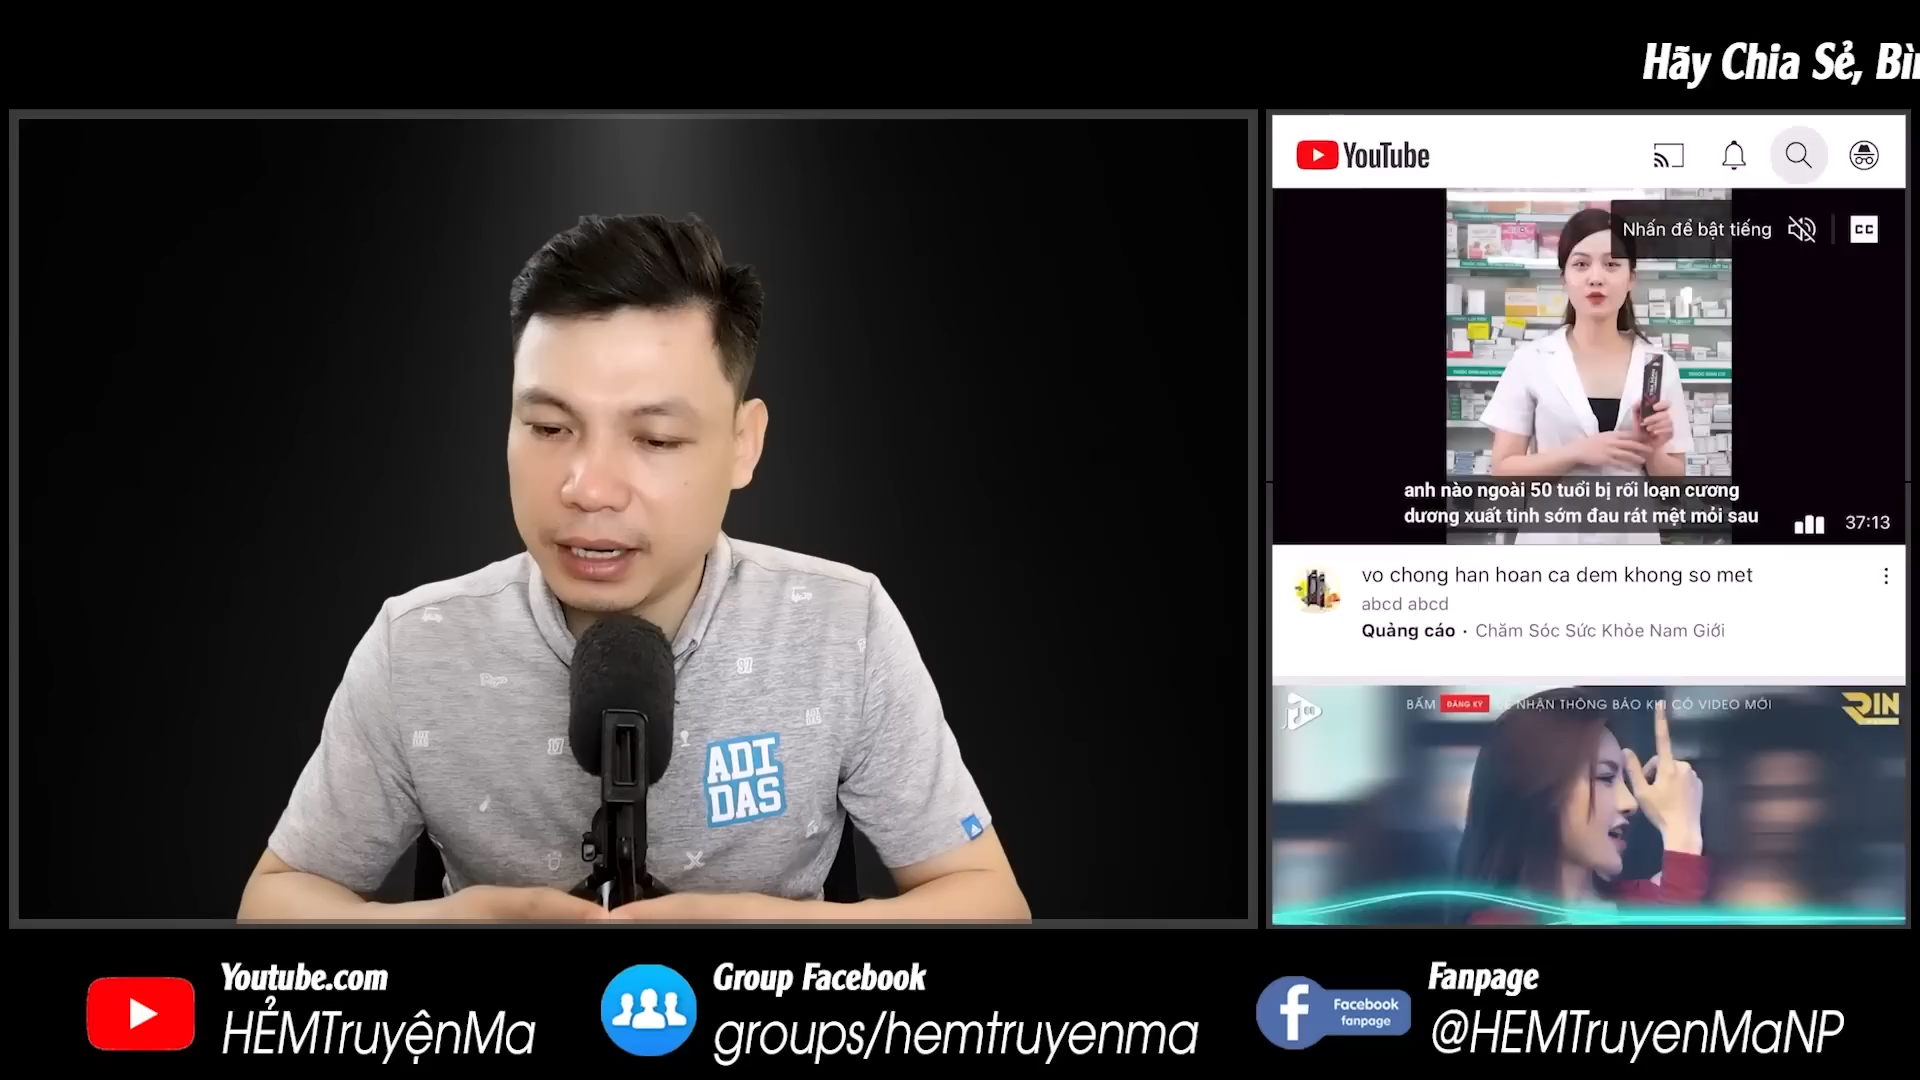 Hãy Chia Sẻ, Bì
YouTube
Nhấn để bật tiếng
CC
anh nào ngoài 50 tuổi bị rối loạn cương
dương xuất tinh sớm đau rát mệt mỏi sau
37:13
vo chong han hoan ca dem khong so met
abcd abcd
Quảng cáo · Chăm Sóc Sức Khỏe Nam Giới
BẤM ĐĂNG KÝ NHẬN THÔNG BÁO KHI CÓ VIDEO MỚI
RIN
ADI
DAS
Youtube.com
HẺMTruyệnMa
Group Facebook
groups/hemtruyenma
Facebook
fanpage
Fanpage
@HEMTruyenMaNP